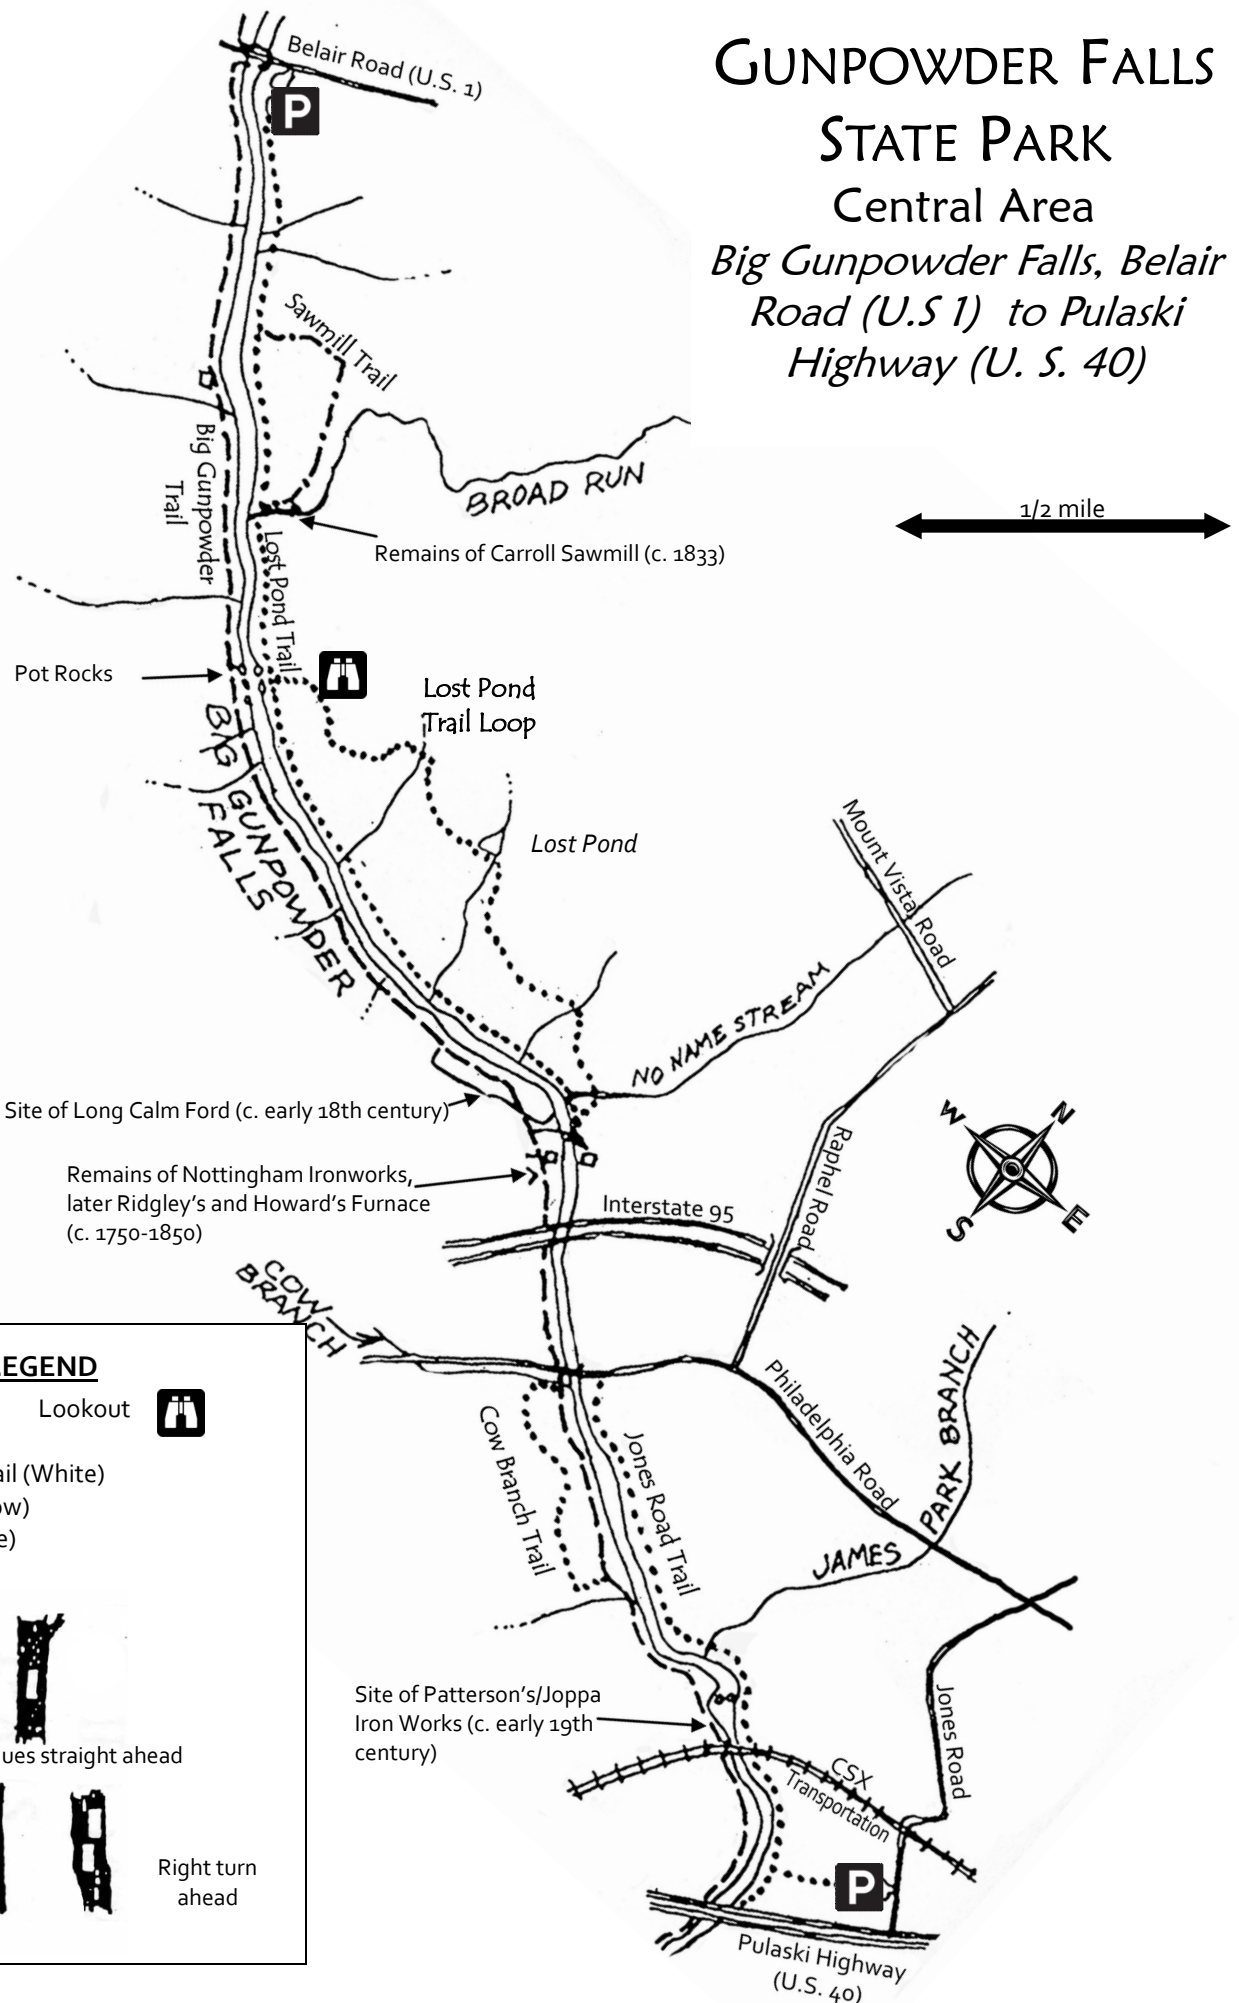 GUNPOWDER FALLS
STATE PARK
Central Area
Big Gunpowder Falls, Belair
Road (U.S 1) to Pulaski
Highway (U. S. 40)
Belair Road (U.S. 1)
P
Sawmill Trail
Big Gunpowder
Trail
BROAD RUN
1/2 mile
Remains of Carroll Sawmill (c. 1833)
Lost Pond Trail
Pot Rocks
Lost Pond
Trail Loop
BIG GUNPOWDER
FALLS
Lost Pond
Mount Vista Road
NO NAME STREAM
Site of Long Calm Ford (c. early 18th century)
W
N
S
E
Raphel Road
Remains of Nottingham Ironworks,
later Ridgley's and Howard's Furnace
(c. 1750-1850)
Interstate 95
COW
BRANCH
Philadelphia Road
JAMES PARK BRANCH
Cow Branch Trail
Jones Road Trail
Site of Patterson's/Joppa
Iron Works (c. early 19th
century)
Jones Road
CSX
Transportation
P
Pulaski Highway
(U.S. 40)
EGEND
Lookout
ail (White)
ow)
e)
ues straight ahead
Right turn
ahead